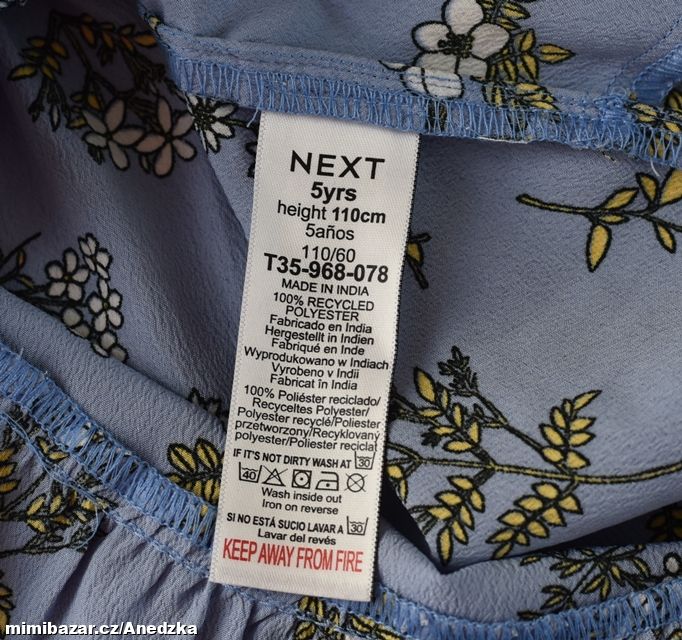 NEXT
5yrs
height 110cm
5años
110/60
T35-968-078
MADE IN INDIA
100% RECYCLED
POLYESTER
Fabricado en India
Hergestellt in Indien
Fabriqué en Inde
Wyprodukowano w Indiach
Vyrobeno v Indii
Fabricat în India
100% Poliéster reciclado/
Recyceltes Polyester/
Polyester recyclé/Poliester
przetworzony/Recyklovaný
polyester/Poliester reciclat
IF IT'S NOT DIRTY WASH AT 30
40
Wash inside out
Iron on reverse
SI NO ESTÁ SUCIO LAVAR A 30
Lavar del revés
KEEP AWAY FROM FIRE
mimibazar.cz/Anedzka